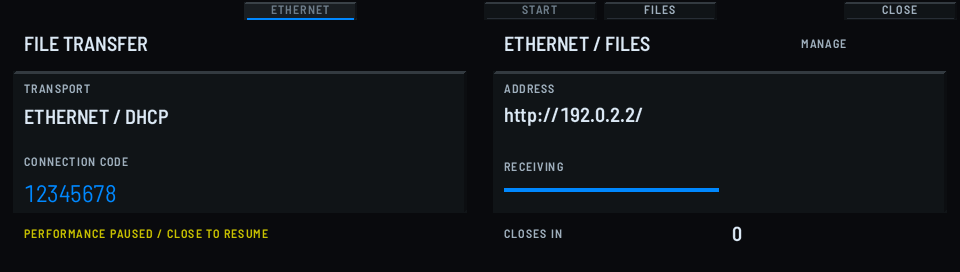 ETHERNET
START
FILES
CLOSE
FILE TRANSFER
ETHERNET / FILES
MANAGE
TRANSPORT
ETHERNET / DHCP
CONNECTION CODE
12345678
ADDRESS
http://192.0.2.2/
RECEIVING
PERFORMANCE PAUSED / CLOSE TO RESUME
CLOSES IN
0